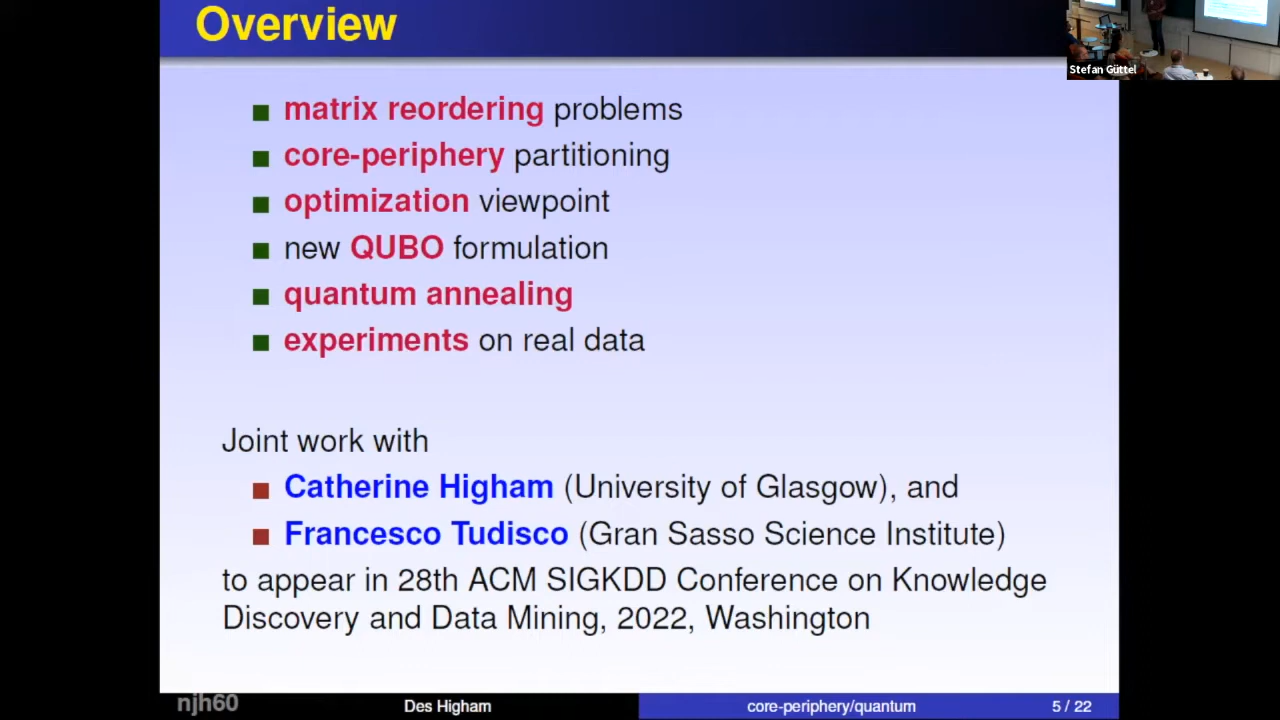 Overview
Stefan Güttel
matrix reordering problems
core-periphery partitioning
optimization viewpoint
new QUBO formulation
quantum annealing
experiments on real data
Joint work with
Catherine Higham (University of Glasgow), and
Francesco Tudisco (Gran Sasso Science Institute)
to appear in 28th ACM SIGKDD Conference on Knowledge
Discovery and Data Mining, 2022, Washington
njh60
Des Higham
core-periphery/quantum
5 / 22